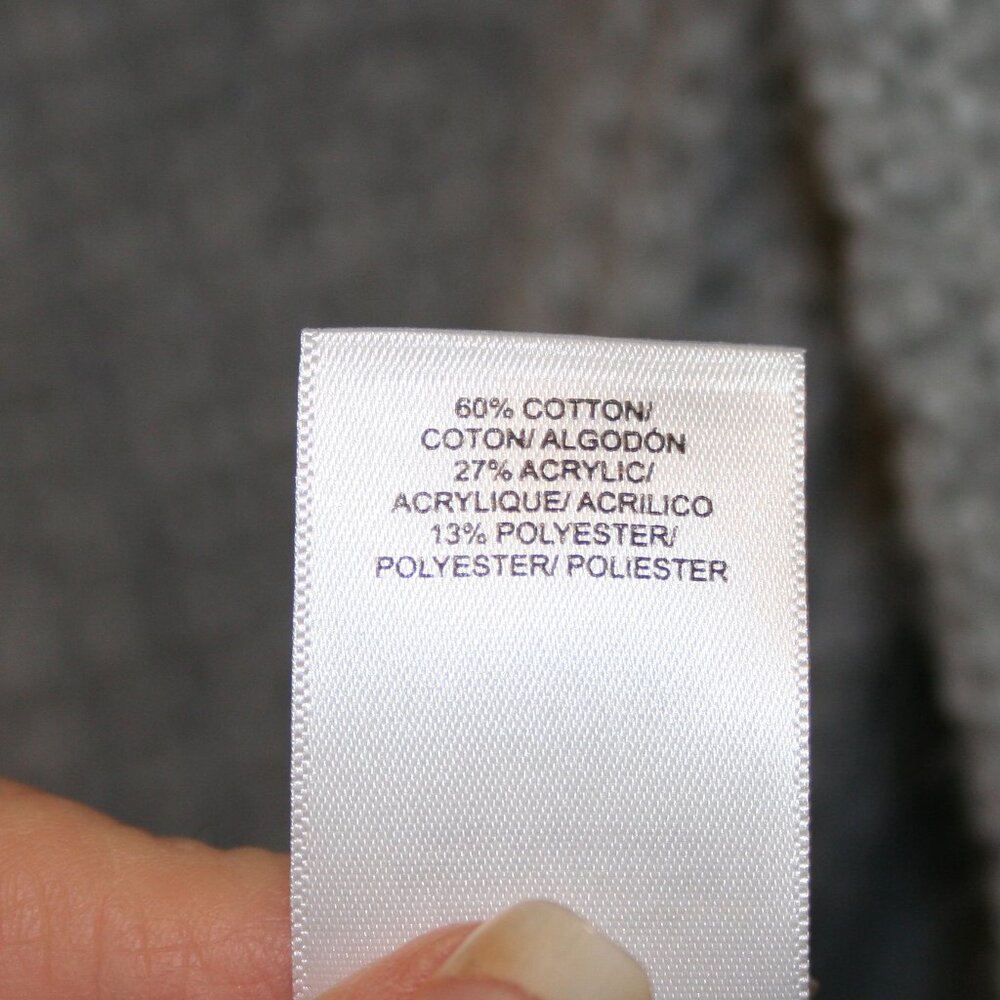 60% COTTON/
COTON/ ALGODÓN
27% ACRYLIC/
ACRYLIQUE/ ACRILICO
13% POLYESTER/
POLYESTER/ POLIESTER